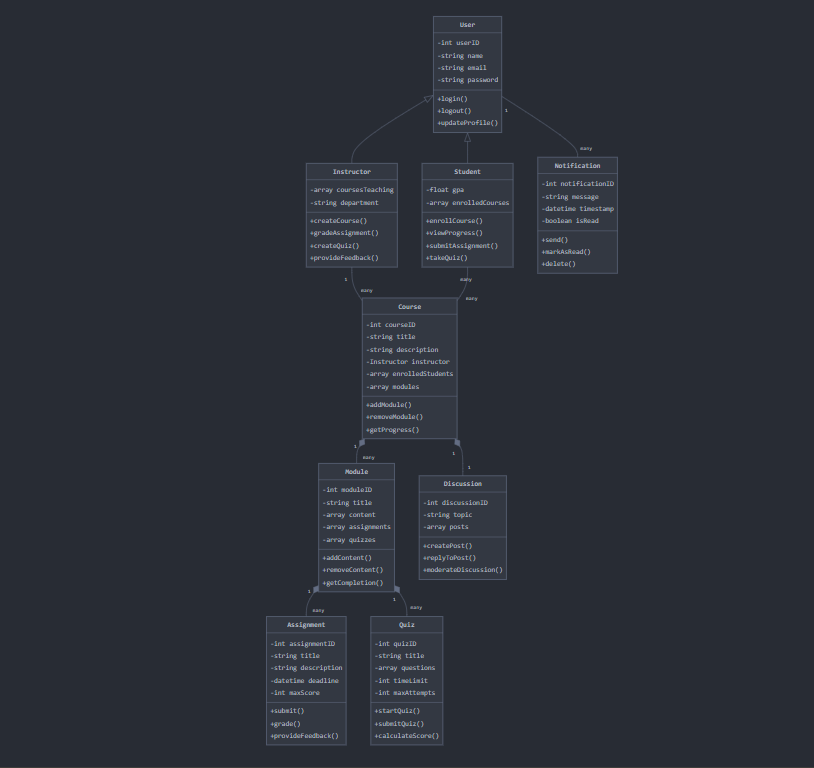 User
-int userID
-string name
-string email
-string password
+login()
+logout()
+updateProfile()
1
many
Instructor
-array coursesTeaching
-string department
+createCourse()
+gradeAssignment()
+createQuiz()
+provideFeedback()
Student
-float gpa
-array enrolledCourses
+enrollCourse()
+viewProgress()
+submitAssignment()
+takeQuiz()
Notification
-int notificationID
-string message
-datetime timestamp
-boolean isRead
+send()
+markAsRead()
+delete()
1
many
many
many
Course
-int courseID
-string title
-string description
-Instructor instructor
-array enrolledStudents
-array modules
+addModule()
+removeModule()
+getProgress()
1
many
1
1
Module
-int moduleID
-string title
-array content
-array assignments
-array quizzes
+addContent()
+removeContent()
+getCompletion()
Discussion
-int discussionID
-string topic
-array posts
+createPost()
+replyToPost()
+moderateDiscussion()
1
many
1
many
Assignment
-int assignmentID
-string title
-string description
-datetime deadline
-int maxScore
+submit()
+grade()
+provideFeedback()
Quiz
-int quizID
-string title
-array questions
-int timeLimit
-int maxAttempts
+startQuiz()
+submitQuiz()
+calculateScore()